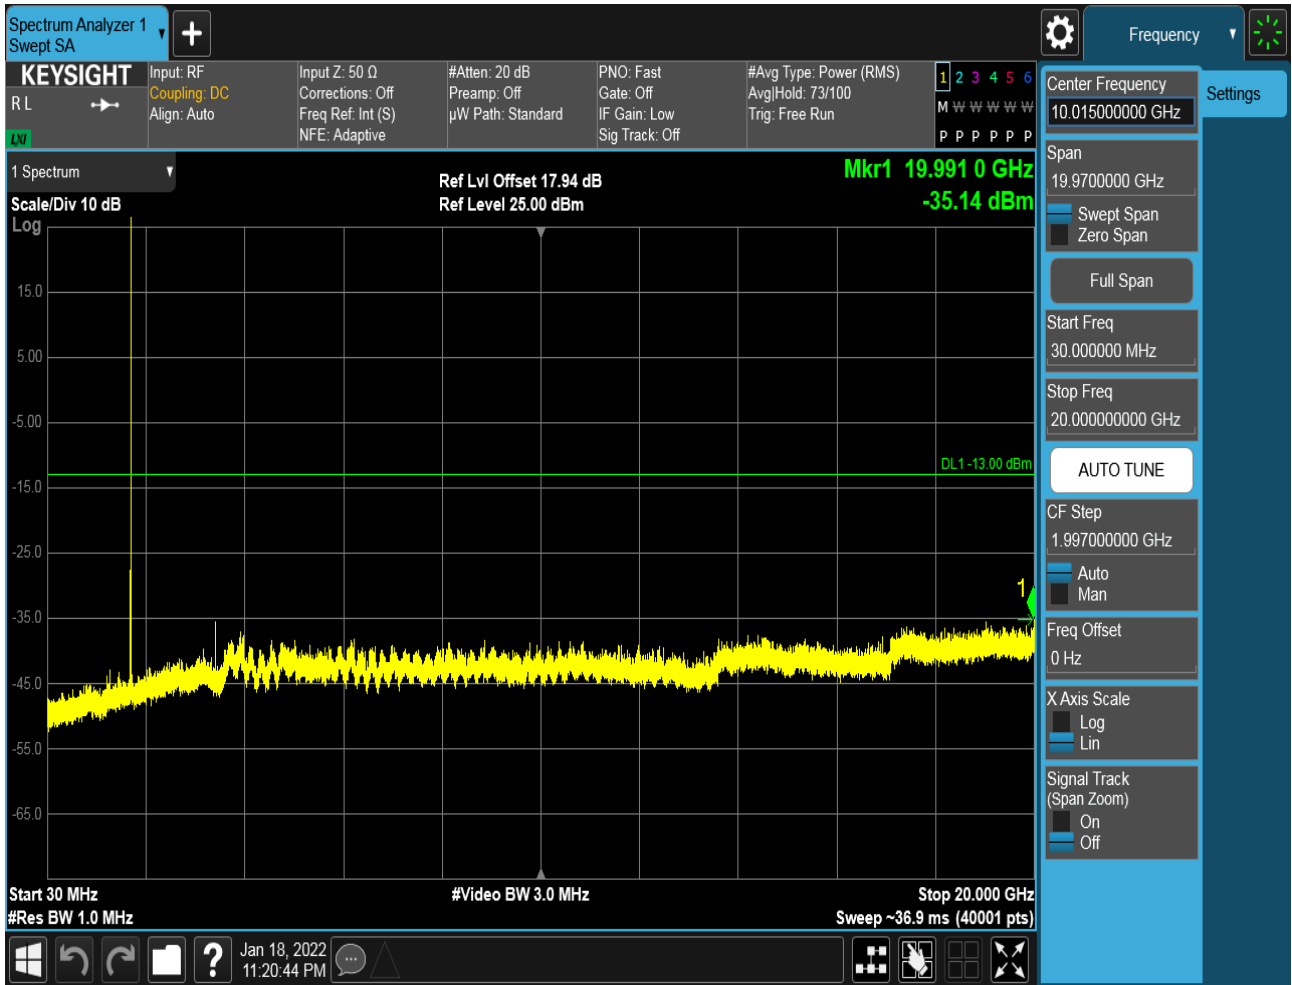 Spectrum Analyzer 1
Swept SA
Frequency
KEYSIGHT
R L
LXI
Input: RF
Coupling: DC
Align: Auto
Input Z: 50 Ω
Corrections: Off
Freq Ref: Int (S)
NFE: Adaptive
#Atten: 20 dB
Preamp: Off
µW Path: Standard
PNO: Fast
Gate: Off
IF Gain: Low
Sig Track: Off
#Avg Type: Power (RMS)
Avg|Hold: 73/100
Trig: Free Run
1 2 3 4 5 6
M W W W W W
P P P P P P
1 Spectrum
Scale/Div 10 dB
Log
Ref Lvl Offset 17.94 dB
Ref Level 25.00 dBm
Mkr1 19.991 0 GHz
-35.14 dBm
15.0
5.00
-5.00
DL1 -13.00 dBm
-15.0
-25.0
1
-35.0
-45.0
-55.0
-65.0
Start 30 MHz
#Video BW 3.0 MHz
Stop 20.000 GHz
#Res BW 1.0 MHz
Sweep ~36.9 ms (40001 pts)
?
Jan 18, 2022
11:20:44 PM
Center Frequency
10.015000000 GHz
Settings
Span
19.9700000 GHz
Swept Span
Zero Span
Full Span
Start Freq
30.000000 MHz
Stop Freq
20.000000000 GHz
AUTO TUNE
CF Step
1.997000000 GHz
Auto
Man
Freq Offset
0 Hz
X Axis Scale
Log
Lin
Signal Track
(Span Zoom)
On
Off